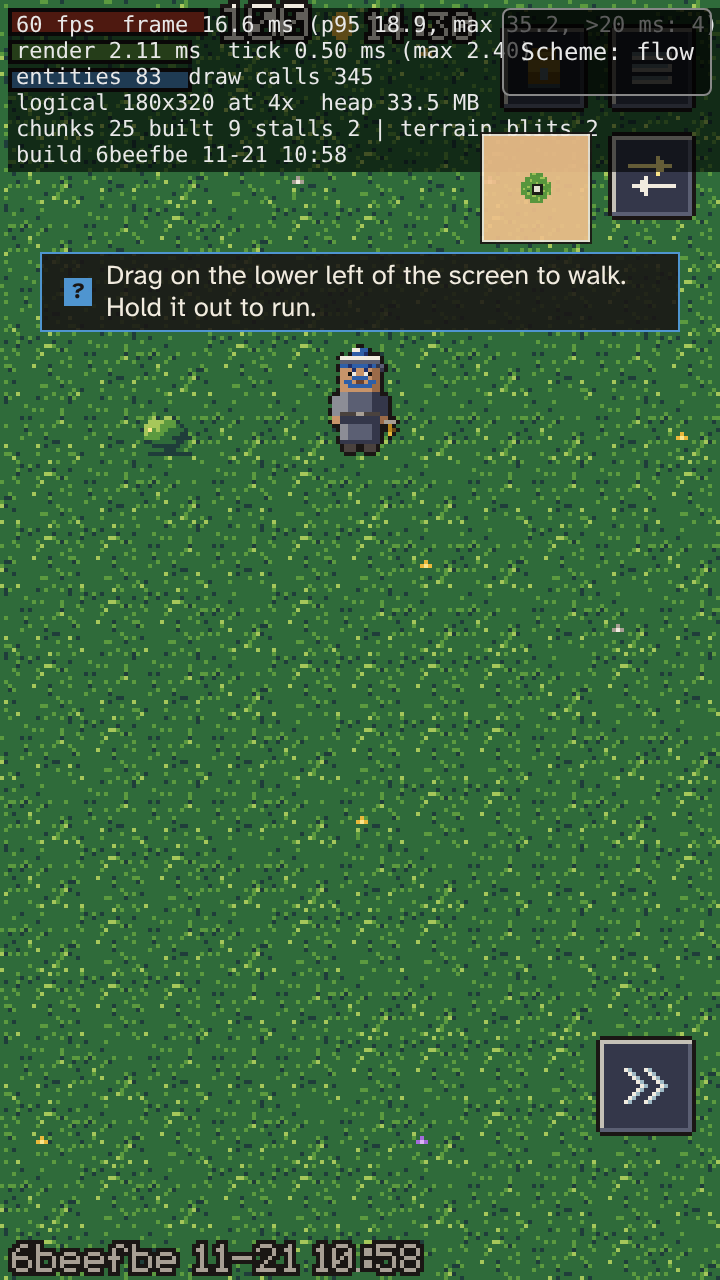 60 fps  frame 16.6 ms (p95 18.9, max 35.2, >20 ms: 4)
render 2.11 ms  tick 0.50 ms (max 2.40
Scheme: flow
entities 83  draw calls 345
logical 180x320 at 4x  heap 33.5 MB
chunks 25 built 9 stalls 2 | terrain blits 2
build 6beefbe 11-21 10:58
? Drag on the lower left of the screen to walk.
Hold it out to run.
6beefbe 11-21 10:58